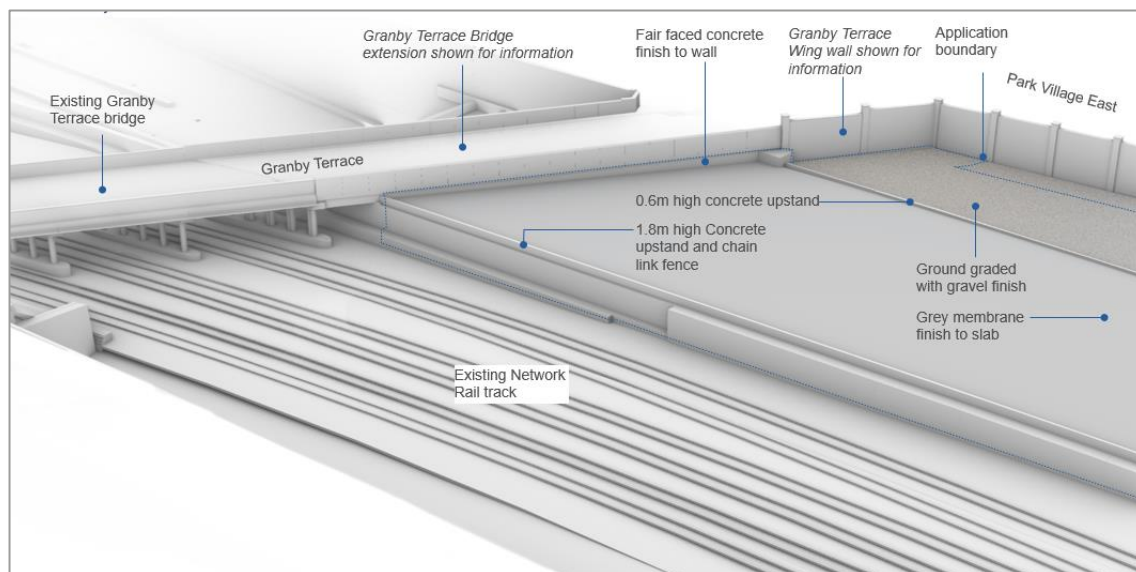 Granby Terrace Bridge
extension shown for information
Fair faced concrete
finish to wall
Granby Terrace
Wing wall shown for
information
Application
boundary
Park Village East
Existing Granby
Terrace bridge
Granby Terrace
0.6m high concrete upstand
1.8m high Concrete
upstand and chain
link fence
Ground graded
with gravel finish
Grey membrane
finish to slab
Existing Network
Rail track